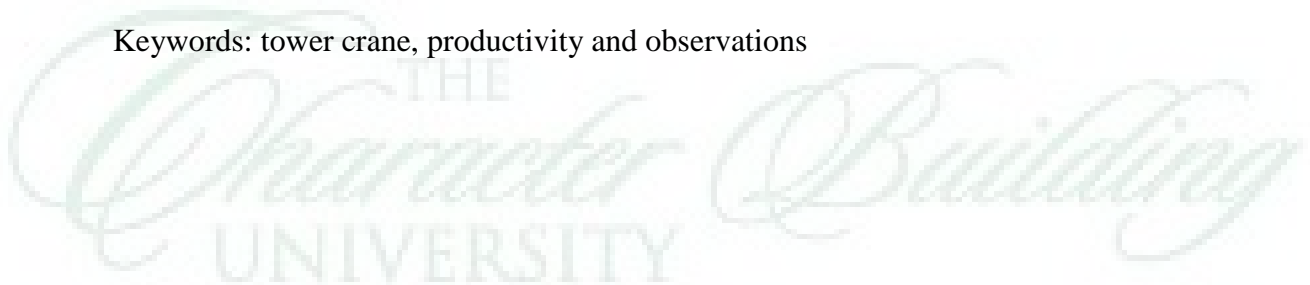 Keywords: tower crane, productivity and observations
THE
Character Building
UNIVERSITY